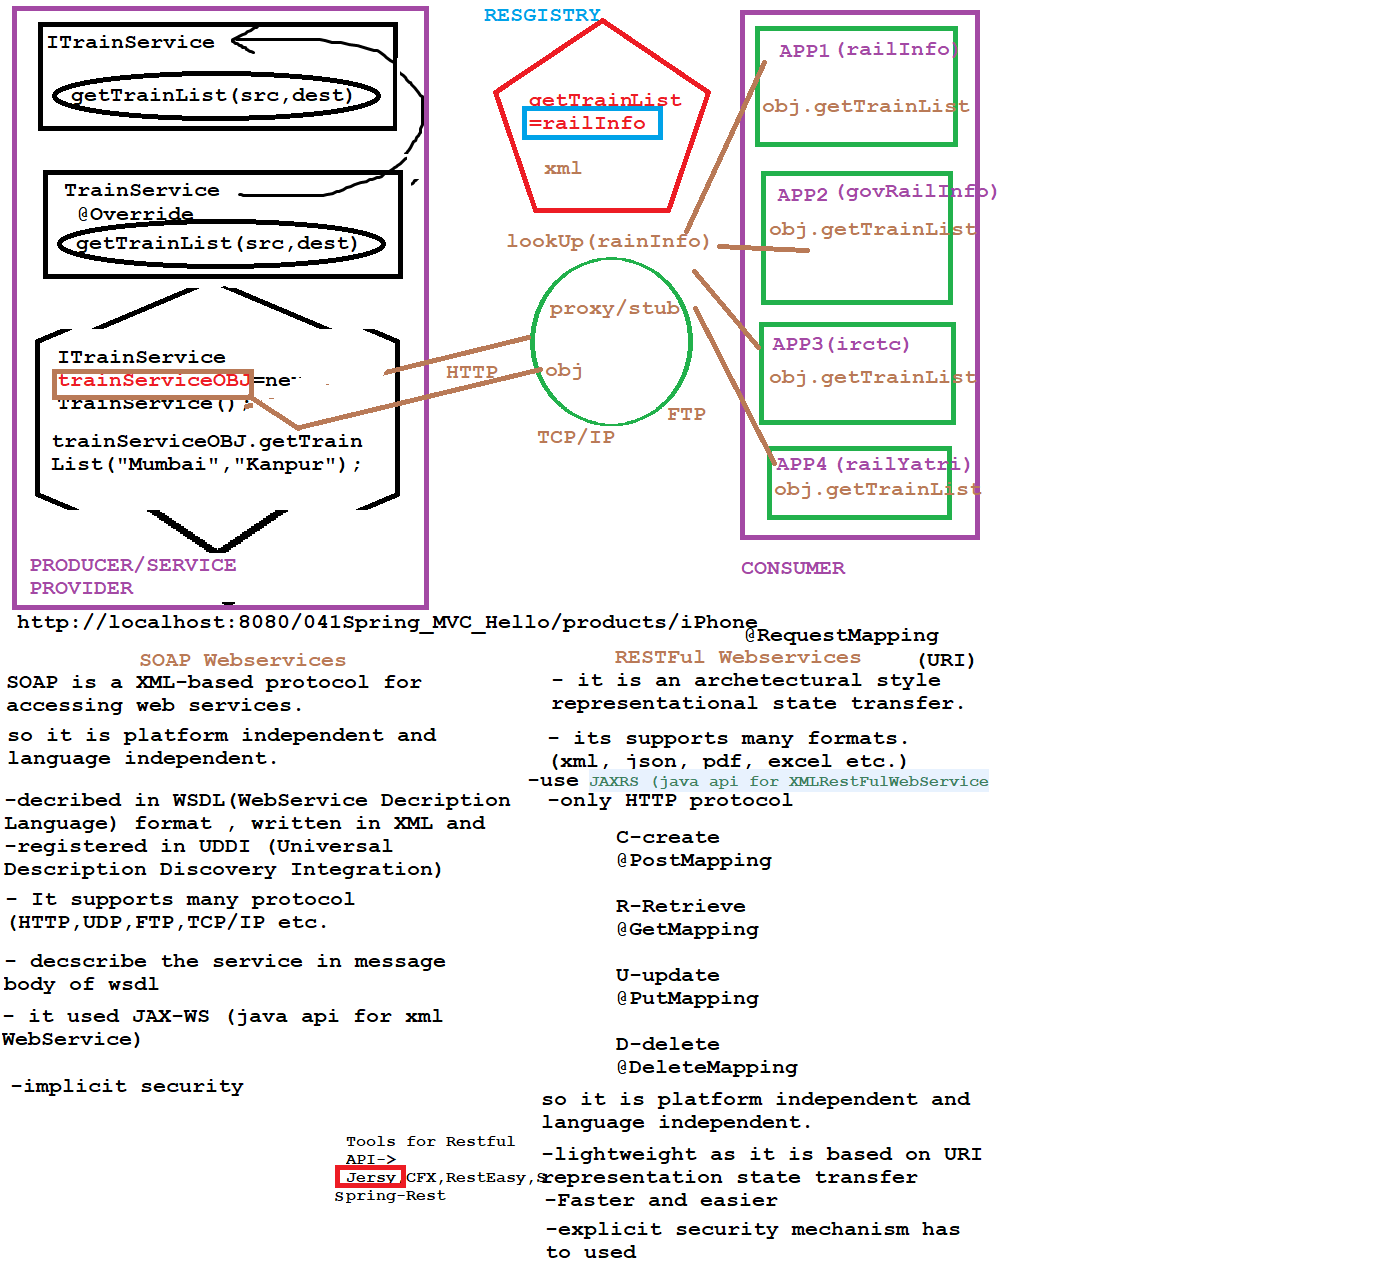 ITrainService
getTrainList(src,dest)
TrainService
@Override
getTrainList(src,dest)
ITrainService
trainServiceOBJ=new
TrainService();
trainServiceOBJ.getTrain
List("Mumbai","Kanpur");
PRODUCER/SERVICE
PROVIDER
RESGISTRY
getTrainList
=railInfo
xml
lookUp(rainInfo)
proxy/stub
HTTP
obj
FTP
TCP/IP
APP1(railInfo)
obj.getTrainList
APP2(govRailInfo)
obj.getTrainList
APP3(irctc)
obj.getTrainList
APP4(railYatri)
obj.getTrainList
CONSUMER
http://localhost:8080/041Spring_MVC_Hello/products/iPhone
@RequestMapping
(URI)
SOAP Webservices
SOAP is a XML-based protocol for
accessing web services.
so it is platform independent and
language independent.
-decribed in WSDL(WebService Decription
Language) format , written in XML and
-registered in UDDI (Universal
Description Discovery Integration)
- It supports many protocol
(HTTP,UDP,FTP,TCP/IP etc.
- decscribe the service in message
body of wsdl
- it used JAX-WS (java api for xml
WebService)
-implicit security
RESTFul Webservices
- it is an archetectural style
representational state transfer.
- its supports many formats.
(xml, json, pdf, excel etc.)
-use JAXRS (java api for XMLRestFulWebService
-only HTTP protocol
C-create
@PostMapping
R-Retrieve
@GetMapping
U-update
@PutMapping
D-delete
@DeleteMapping
so it is platform independent and
language independent.
-lightweight as it is based on URI
representation state transfer
-Faster and easier
-explicit security mechanism has
to used
Tools for Restful
API->
Jersy,CFX,RestEasy,S
Spring-Rest